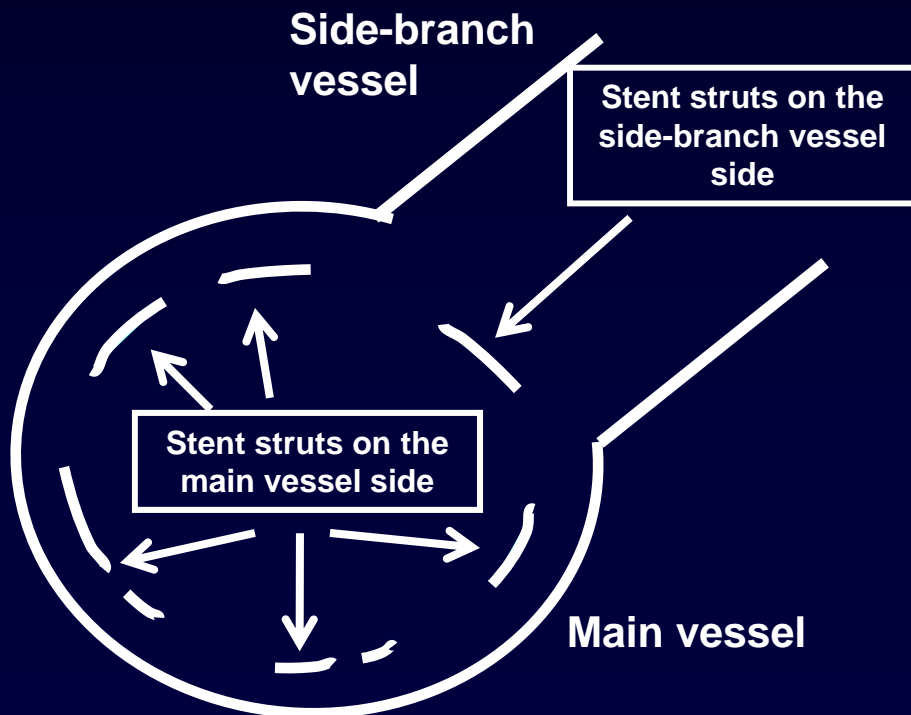 Side-branch
vessel
Stent struts on the
side-branch vessel
side
Stent struts on the
main vessel side
Main vessel